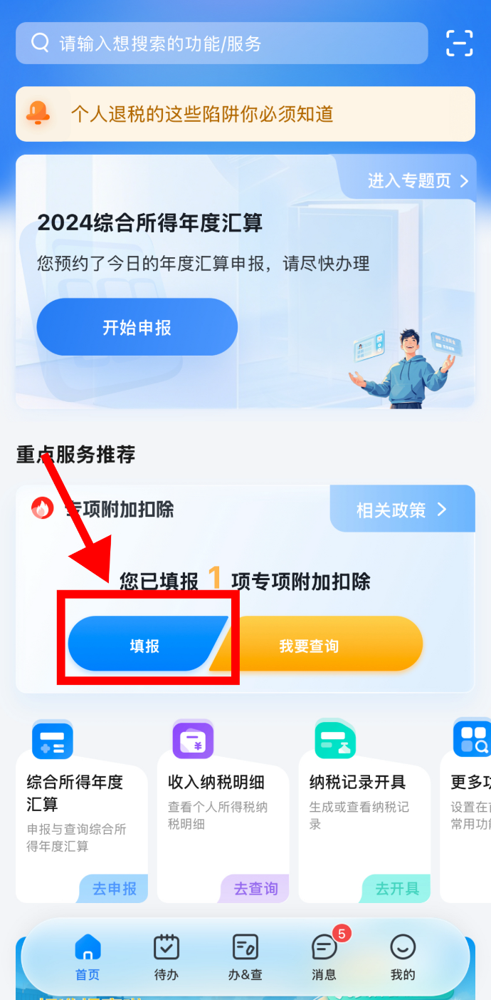 请输入想搜索的功能/服务
个人退税的这些陷阱你必须知道
进入专题页
2024综合所得年度汇算
您预约了今日的年度汇算申报，请尽快办理
开始申报
重点服务推荐
专项附加扣除
相关政策
您已填报 1 项专项附加扣除
填报
我要查询
综合所得年度
汇算
申报与查询综合所
得年度汇算
去申报
收入纳税明细
查看个人所得税纳
税明细
去查询
纳税记录开具
生成或查看纳税记
录
去开具
更多
设置在
常用功
5
首页
待办
办&查
消息
我的